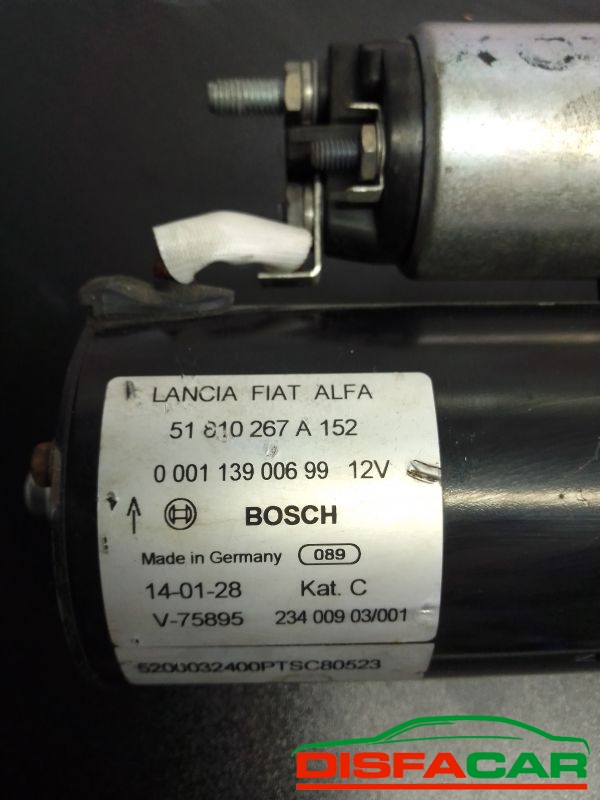 LANCIA FIAT ALFA
51 810 267 A 152
0 001 139 006 99 12V
BOSCH
Made in Germany 089
14-01-28 Kat. C
V-75895 234 009 03/001
5200032400PTSC80523
DISFACAR